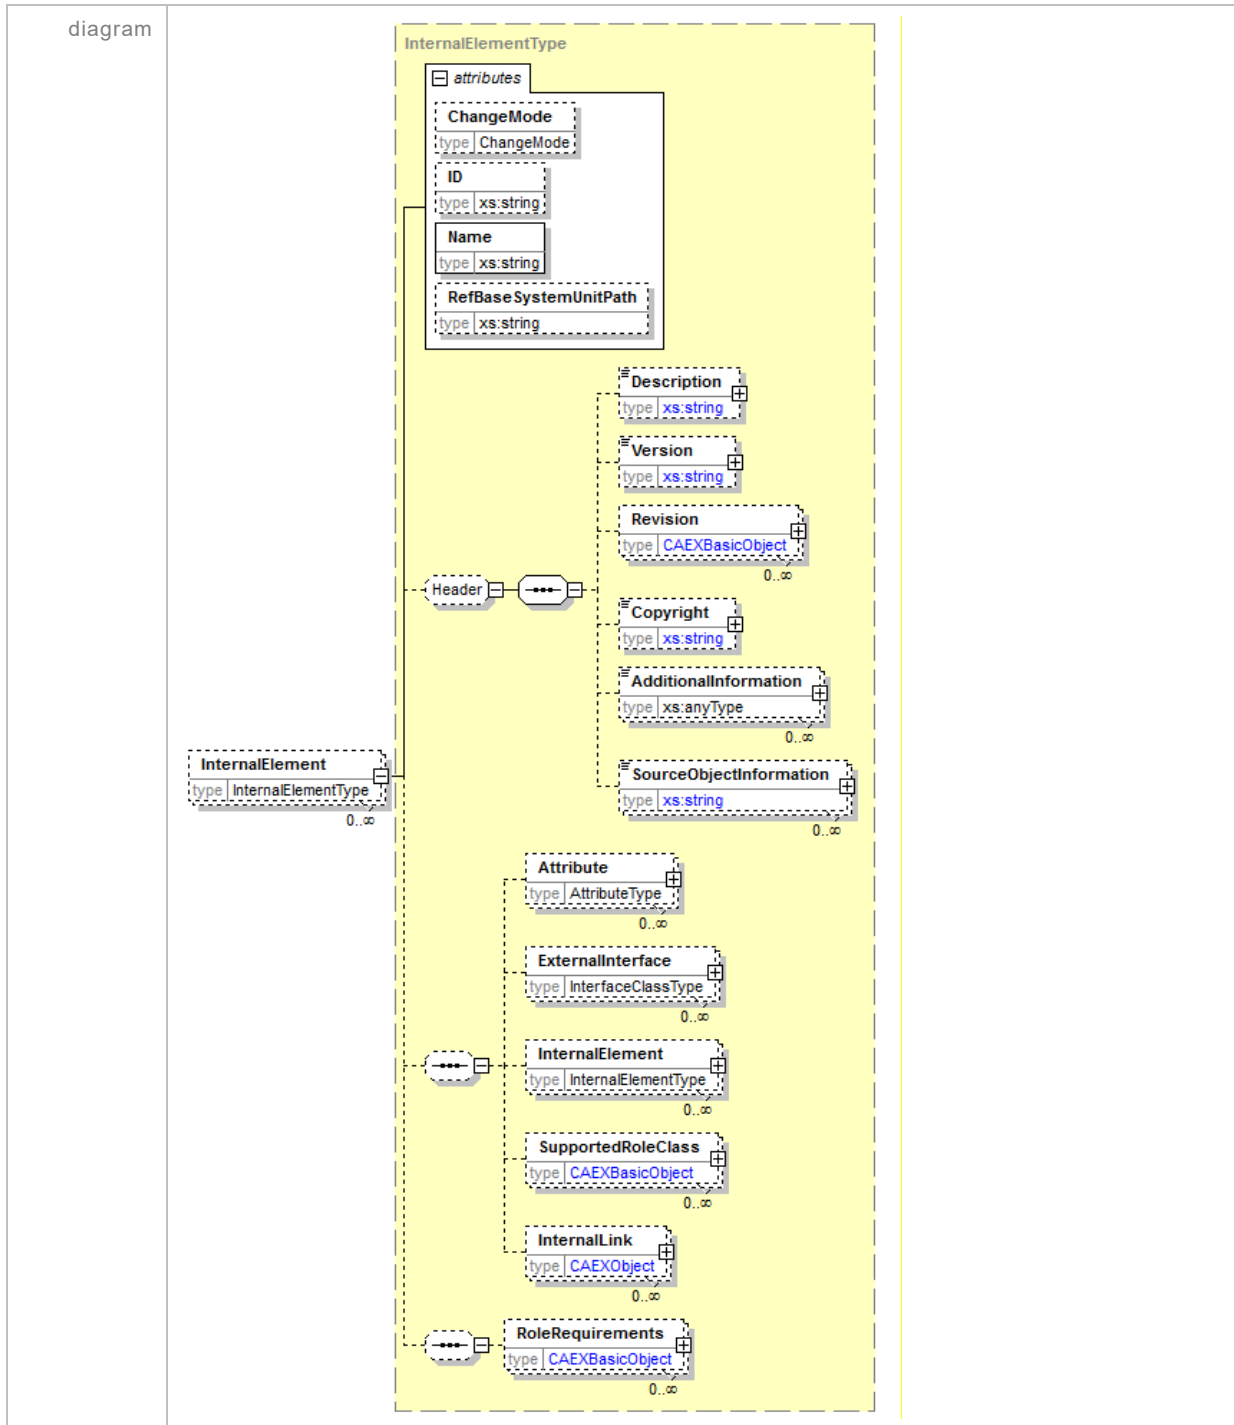 diagram
InternalElementType
attributes
ChangeMode
type ChangeMode
ID
type xs:string
Name
type xs:string
RefBaseSystemUnitPath
type xs:string
Description
type xs:string
Version
type xs:string
Revision
type CAEXBasicObject
0..∞
Header
Copyright
type xs:string
AdditionalInformation
type xs:anyType
0..∞
InternalElement
type InternalElementType
0..∞
SourceObjectInformation
type xs:string
0..∞
Attribute
type AttributeType
0..∞
ExternalInterface
type InterfaceClassType
0..∞
InternalElement
type InternalElementType
0..∞
SupportedRoleClass
type CAEXBasicObject
0..∞
InternalLink
type CAEXObject
0..∞
RoleRequirements
type CAEXBasicObject
0..∞